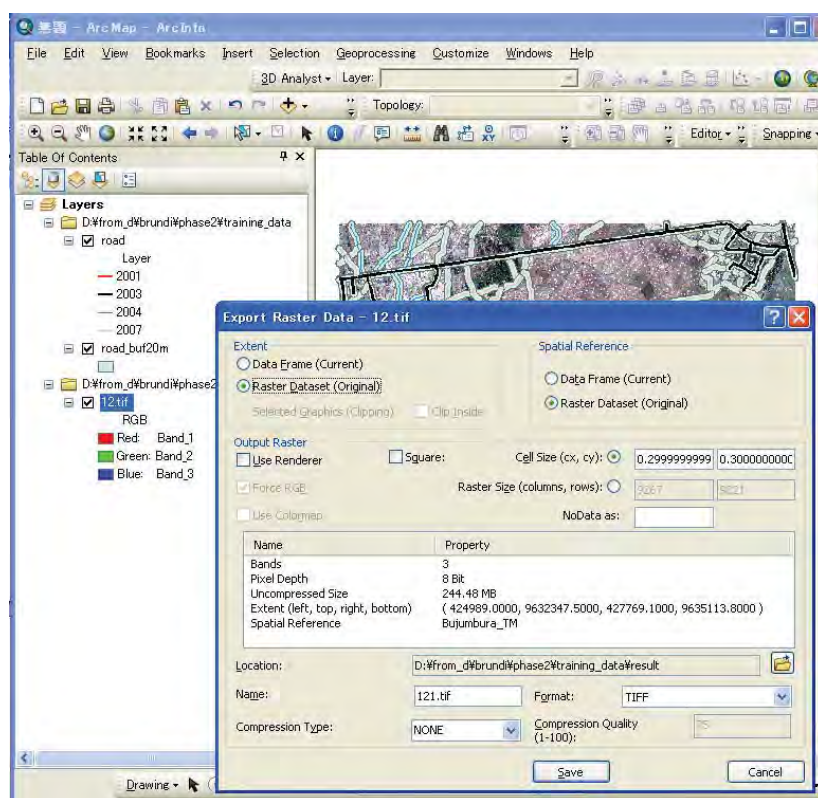 無題 - ArcMap - ArcInfo
File Edit View Bookmarks Insert Selection Geoprocessing Customize Windows Help
3D Analyst Layer:
Topology:
Editor Snapping
Table Of Contents
Layers
D:¥from_d¥brundi¥phase2¥training_data
road
Layer
2001
2003
2004
2007
road_buf20m
D:¥from_d¥brundi¥phase2
12.tif
RGB
Red: Band_1
Green: Band_2
Blue: Band_3
Export Raster Data - 12.tif
Extent
Data Frame (Current)
Raster Dataset (Original)
Selected Graphics (Clipping) Clip Inside
Spatial Reference
Data Frame (Current)
Raster Dataset (Original)
Output Raster
Use Renderer Square: Cell Size (cx, cy): 0.2999999999 0.300000000C
Force RGB Raster Size (columns, rows): 9267 9221
Use Colormap NoData as:
Name Property
Bands 3
Pixel Depth 8 Bit
Uncompressed Size 244.48 MB
Extent (left, top, right, bottom) ( 424989.0000, 9632347.5000, 427769.1000, 9635113.8000 )
Spatial Reference Bujumbura_TM
Location: D:¥from_d¥brundi¥phase2¥training_data¥result
Name: 121.tif Format: TIFF
Compression Type: NONE Compression Quality (1-100): 75
Save Cancel
Drawing